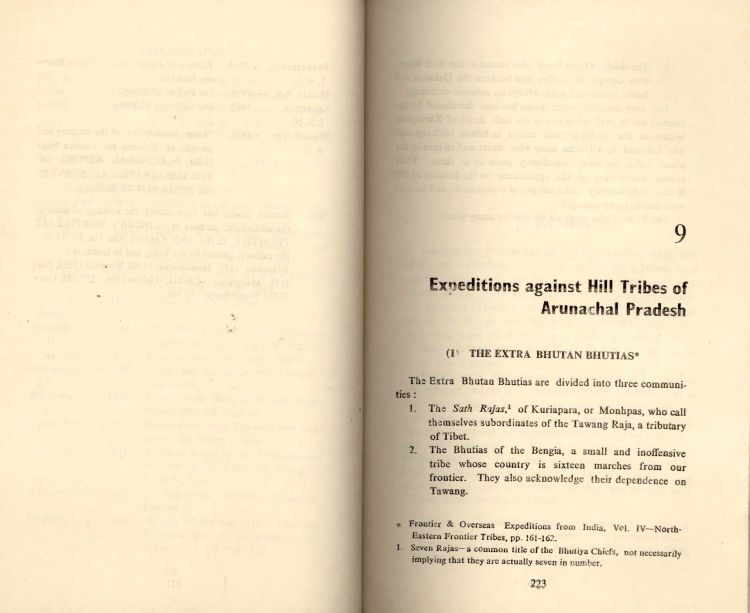 9
Expeditions against Hill Tribes of
Arunachal Pradesh
(1) THE EXTRA BHUTAN BHUTIAS*
The Extra Bhutan Bhutias are divided into three communi-
ties :
1. The Sath Rajas,¹ of Kuriapara, or Monhpas, who call
themselves subordinates of the Tawang Raja, a tributary
of Tibet.
2. The Bhutias of the Bengia, a small and inoffensive
tribe whose country is sixteen marches from our
frontier. They also acknowledge their dependence on
Tawang.
* Frontier & Overseas Expeditions from India, Vol. IV—North-
Eastern Frontier Tribes, pp. 161-162.
1. Seven Rajas—a common title of the Bhutiya Chiefs, not necessarily
implying that they are actually seven in number.
223